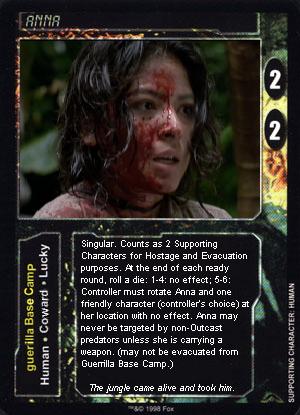 ANNA
2
2
guerilla Base Camp
Human • Coward • Lucky
Singular. Counts as 2 Supporting
Characters for Hostage and Evacuation
purposes. At the end of each ready
round, roll a die: 1-4: no effect; 5-6:
Controller must rotate Anna and one
friendly character (controller's choice) at
her location with no effect. Anna may
never be targeted by non-Outcast
predators unless she is carrying a
weapon. (may not be evacuated from
Guerrilla Base Camp.)
The jungle came alive and took him.
SUPPORTING CHARACTER: HUMAN
™&© 1998 Fox